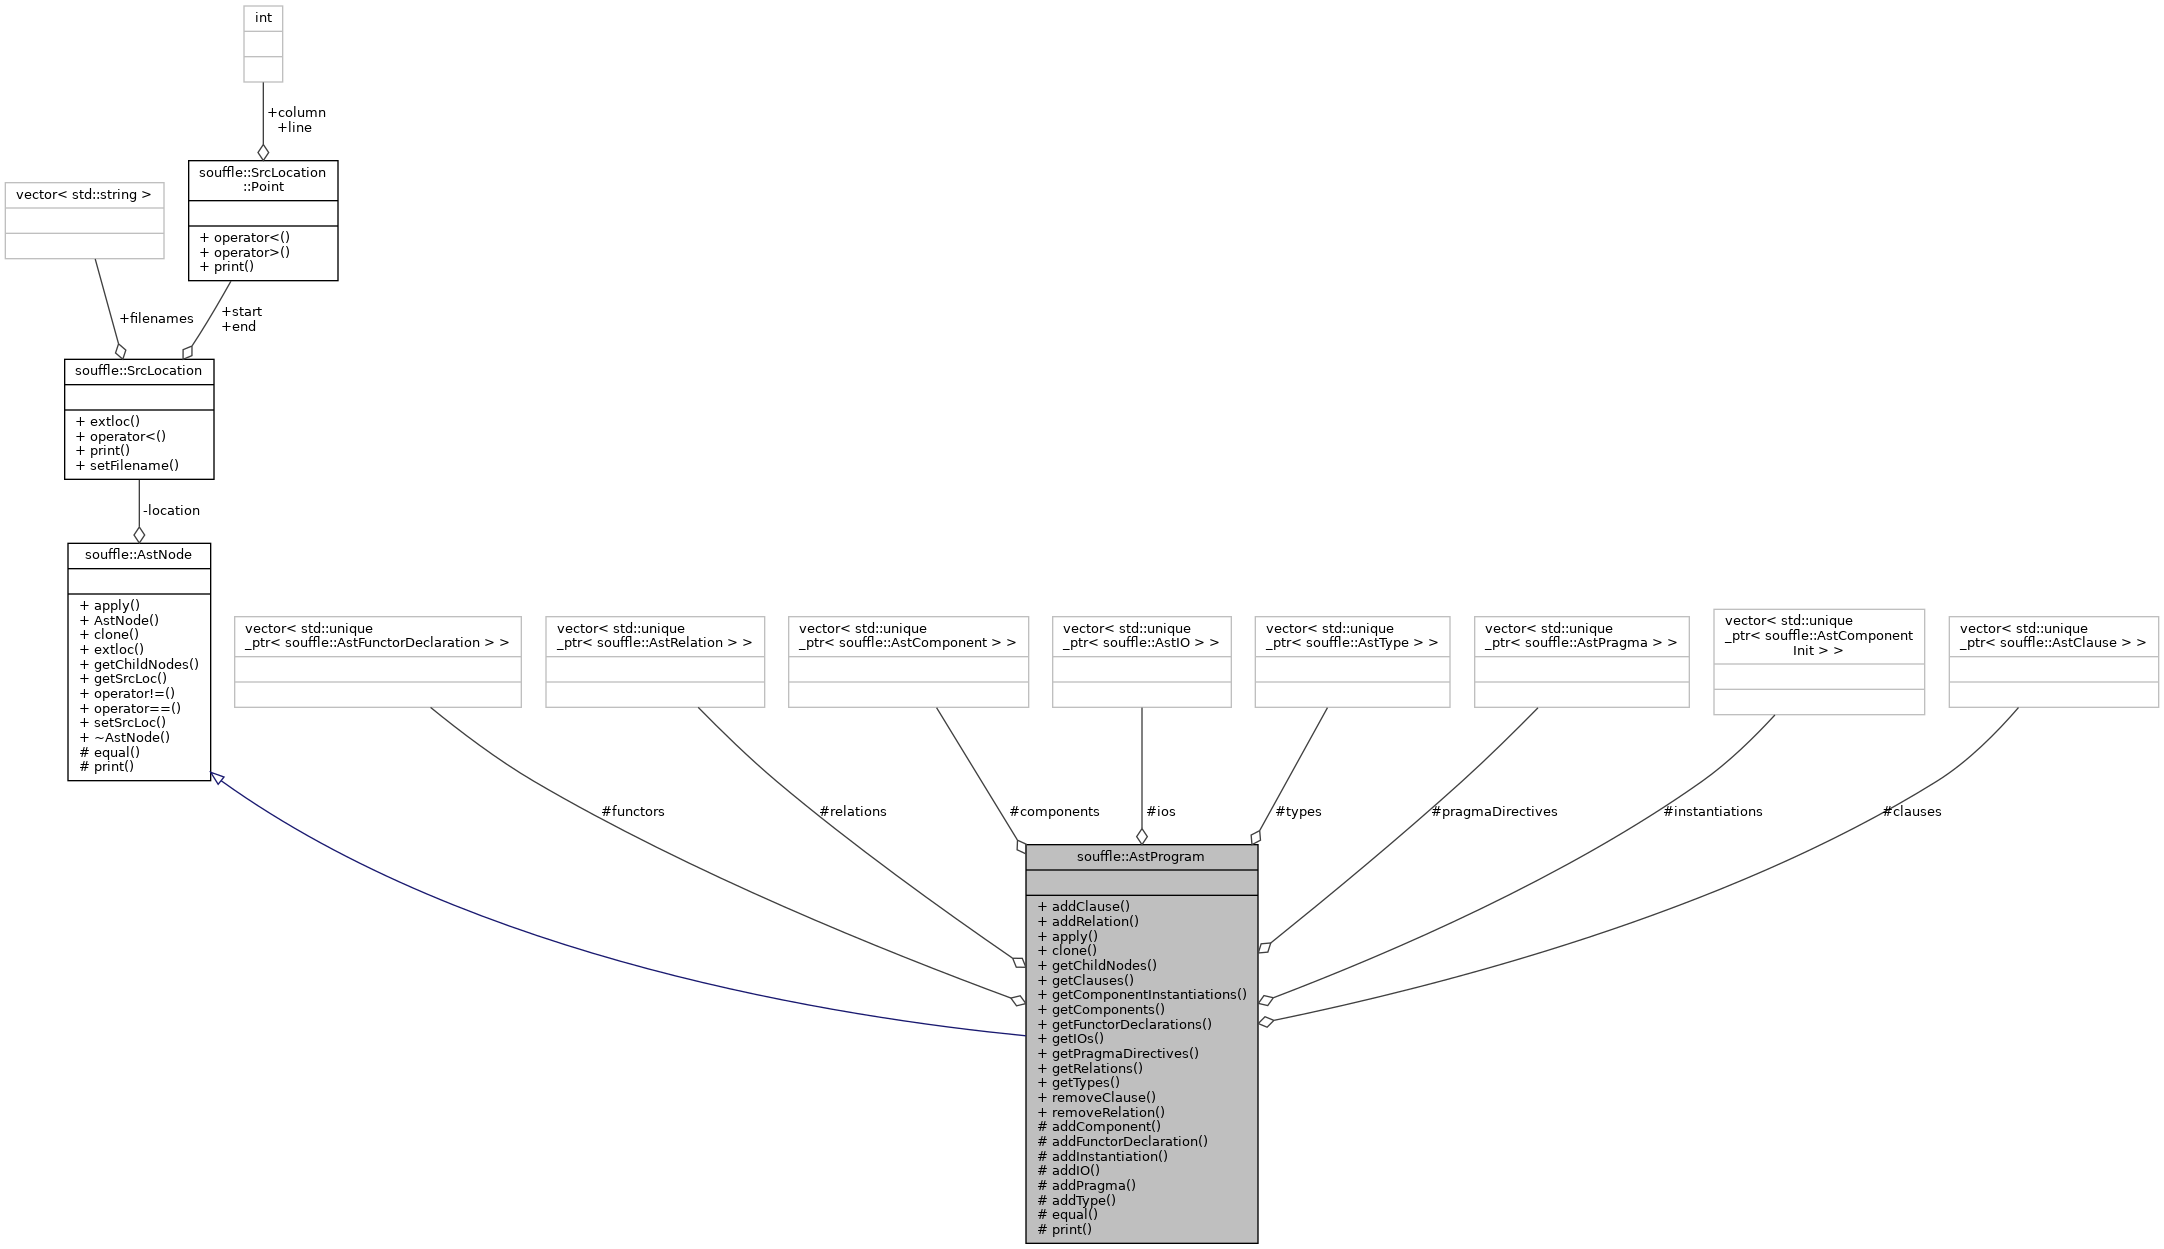 int
+column
+line
souffle::SrcLocation
::Point
+ operator<()
+ operator>()
+ print()
vector< std::string >
+filenames
+start
+end
souffle::SrcLocation
+ extloc()
+ operator<()
+ print()
+ setFilename()
-location
souffle::AstNode
+ apply()
+ AstNode()
+ clone()
+ extloc()
+ getChildNodes()
+ getSrcLoc()
+ operator!=()
+ operator==()
+ setSrcLoc()
+ ~AstNode()
# equal()
# print()
vector< std::unique
_ptr< souffle::AstFunctorDeclaration > >
vector< std::unique
_ptr< souffle::AstRelation > >
vector< std::unique
_ptr< souffle::AstComponent > >
vector< std::unique
_ptr< souffle::AstIO > >
vector< std::unique
_ptr< souffle::AstType > >
vector< std::unique
_ptr< souffle::AstPragma > >
vector< std::unique
_ptr< souffle::AstComponent
Init > >
vector< std::unique
_ptr< souffle::AstClause > >
#functors
#relations
#components
#ios
#types
#pragmaDirectives
#instantiations
#clauses
souffle::AstProgram
+ addClause()
+ addRelation()
+ apply()
+ clone()
+ getChildNodes()
+ getClauses()
+ getComponentInstantiations()
+ getComponents()
+ getFunctorDeclarations()
+ getIOs()
+ getPragmaDirectives()
+ getRelations()
+ getTypes()
+ removeClause()
+ removeRelation()
# addComponent()
# addFunctorDeclaration()
# addInstantiation()
# addIO()
# addPragma()
# addType()
# equal()
# print()